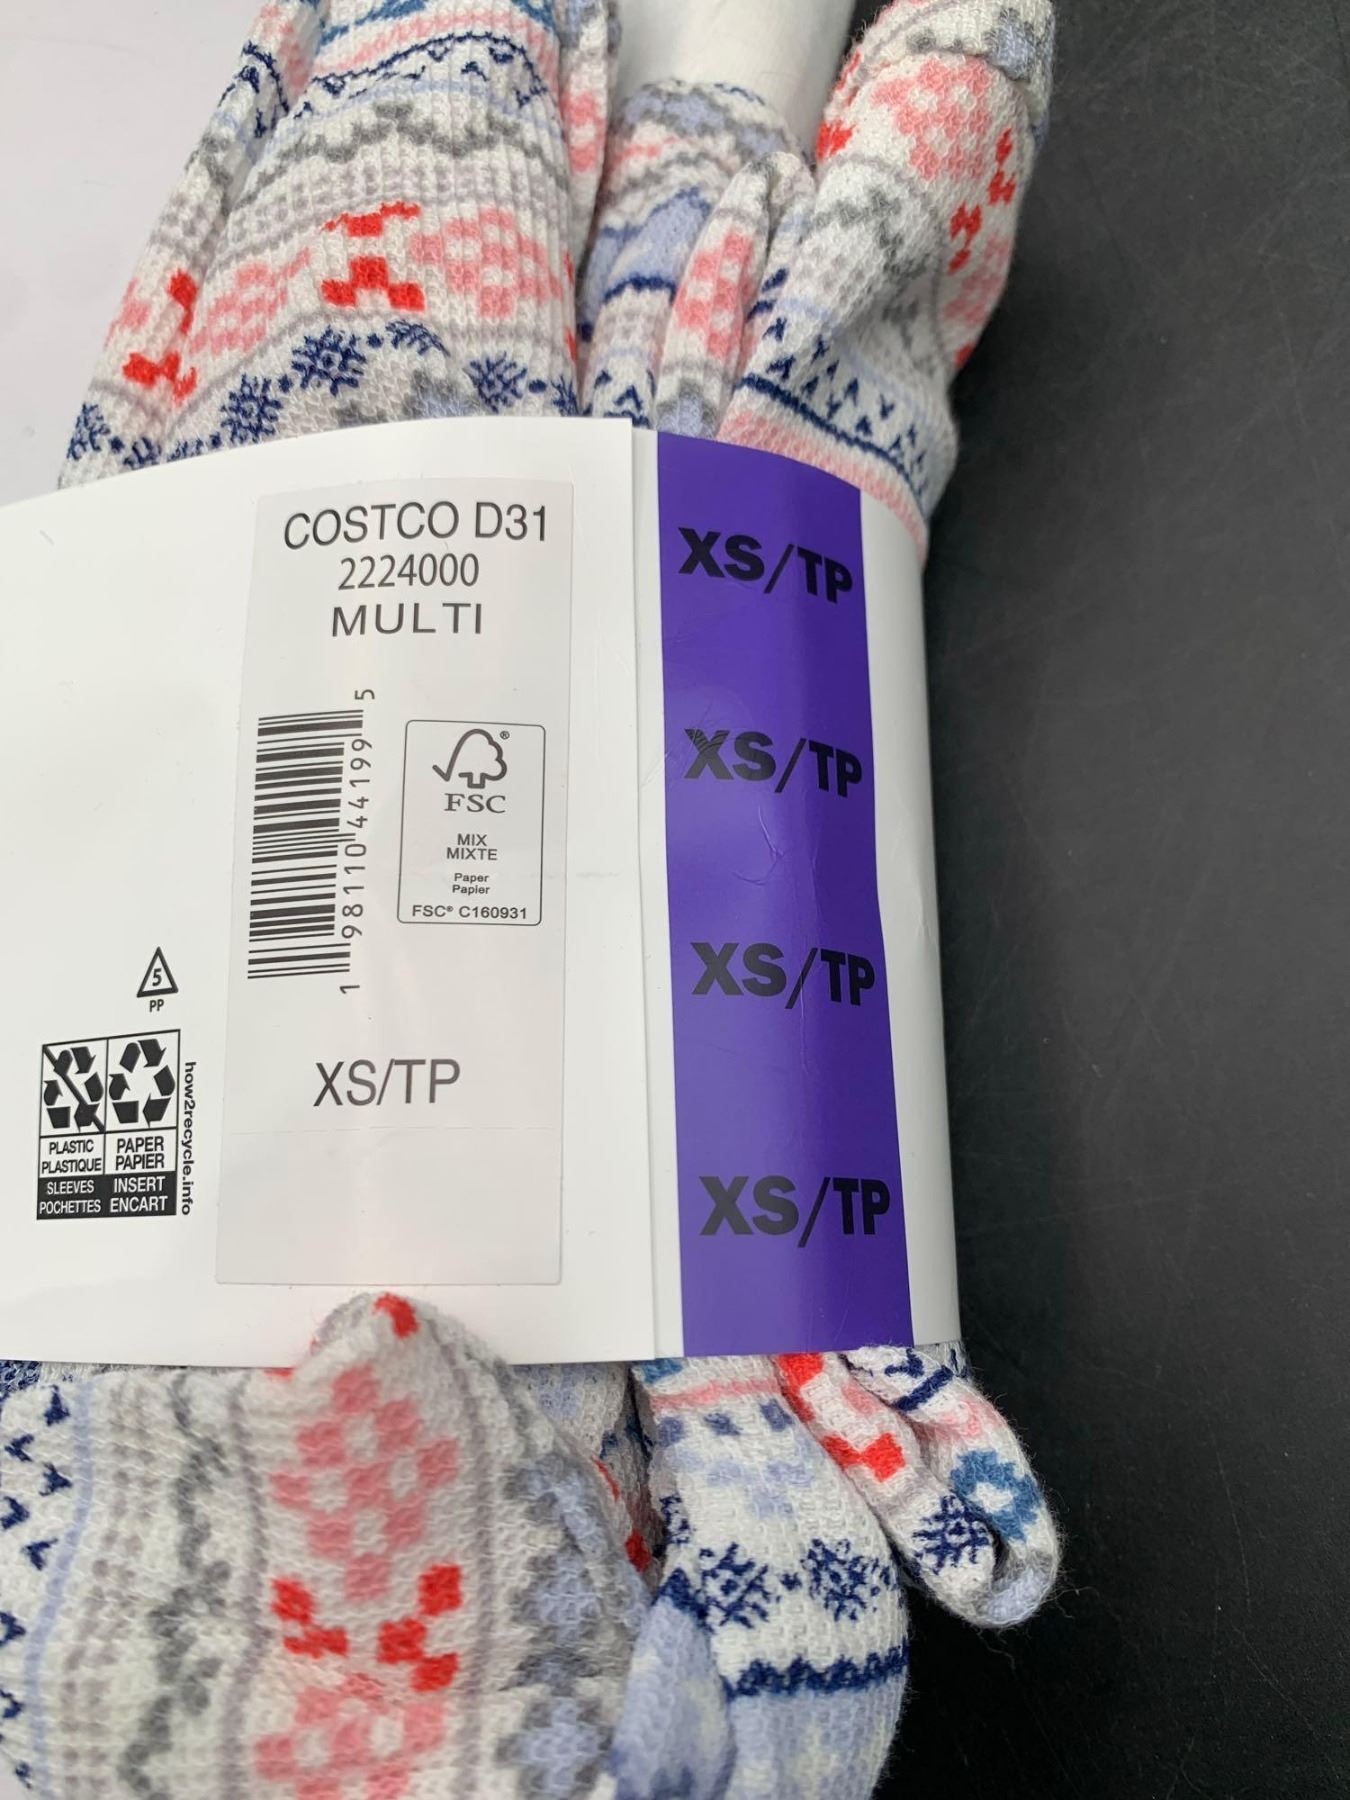 COSTCO D31
2224000
MULTI
1 98110 44199 5
FSC®
MIX
MIXTE
Paper
Papier
FSC® C160931
XS/TP
5
PP
PLASTIC
PLASTIQUE
SLEEVES
POCHETTES
PAPER
PAPIER
INSERT
ENCART
how2recycle.info
XS/TP
XS/TP
XS/TP
XS/TP